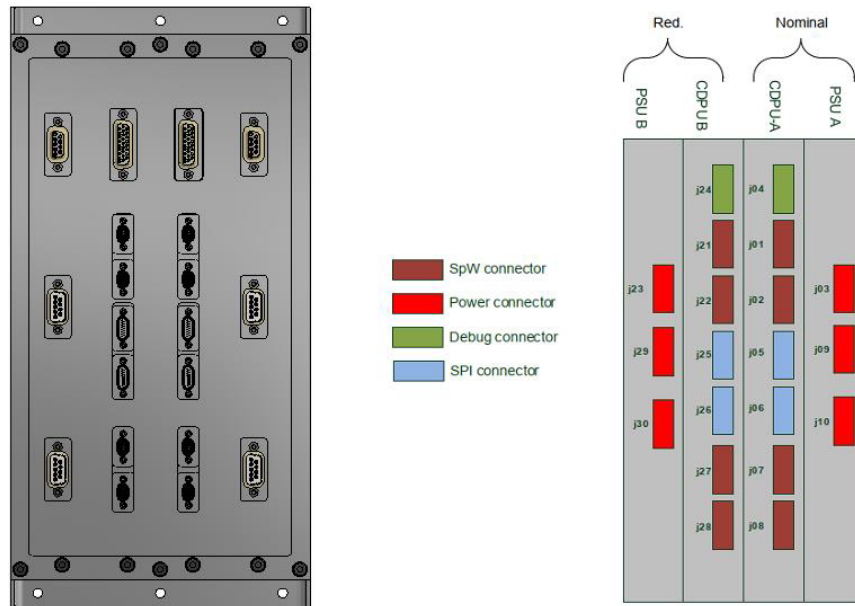 Red. Nominal
PSU B CDPU B CDPU-A PSU A
j24 j04
j21 j01
j23 j22 j02 j03
j29 j25 j05 j09
j30 j26 j06 j10
j27 j07
j28 j08
SpW connector
Power connector
Debug connector
SPI connector